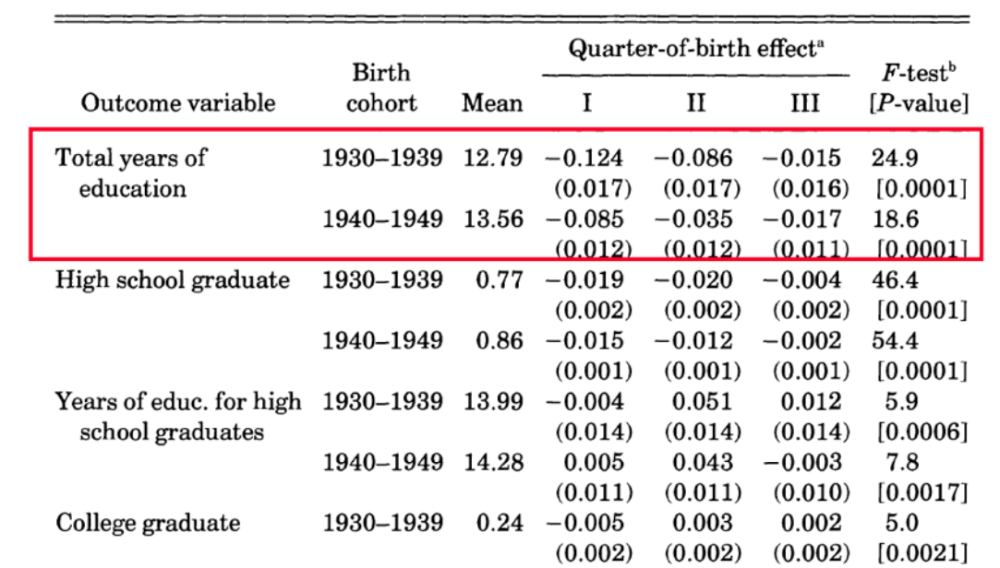 Quarter-of-birth effectᵃ
Birth F-testᵇ
Outcome variable cohort Mean I II III [P-value]
Total years of 1930–1939 12.79 −0.124 −0.086 −0.015 24.9
education (0.017) (0.017) (0.016) [0.0001]
1940–1949 13.56 −0.085 −0.035 −0.017 18.6
(0.012) (0.012) (0.011) [0.0001]
High school graduate 1930–1939 0.77 −0.019 −0.020 −0.004 46.4
(0.002) (0.002) (0.002) [0.0001]
1940–1949 0.86 −0.015 −0.012 −0.002 54.4
(0.001) (0.001) (0.001) [0.0001]
Years of educ. for high 1930–1939 13.99 −0.004 0.051 0.012 5.9
school graduates (0.014) (0.014) (0.014) [0.0006]
1940–1949 14.28 0.005 0.043 −0.003 7.8
(0.011) (0.011) (0.010) [0.0017]
College graduate 1930–1939 0.24 −0.005 0.003 0.002 5.0
(0.002) (0.002) (0.002) [0.0021]